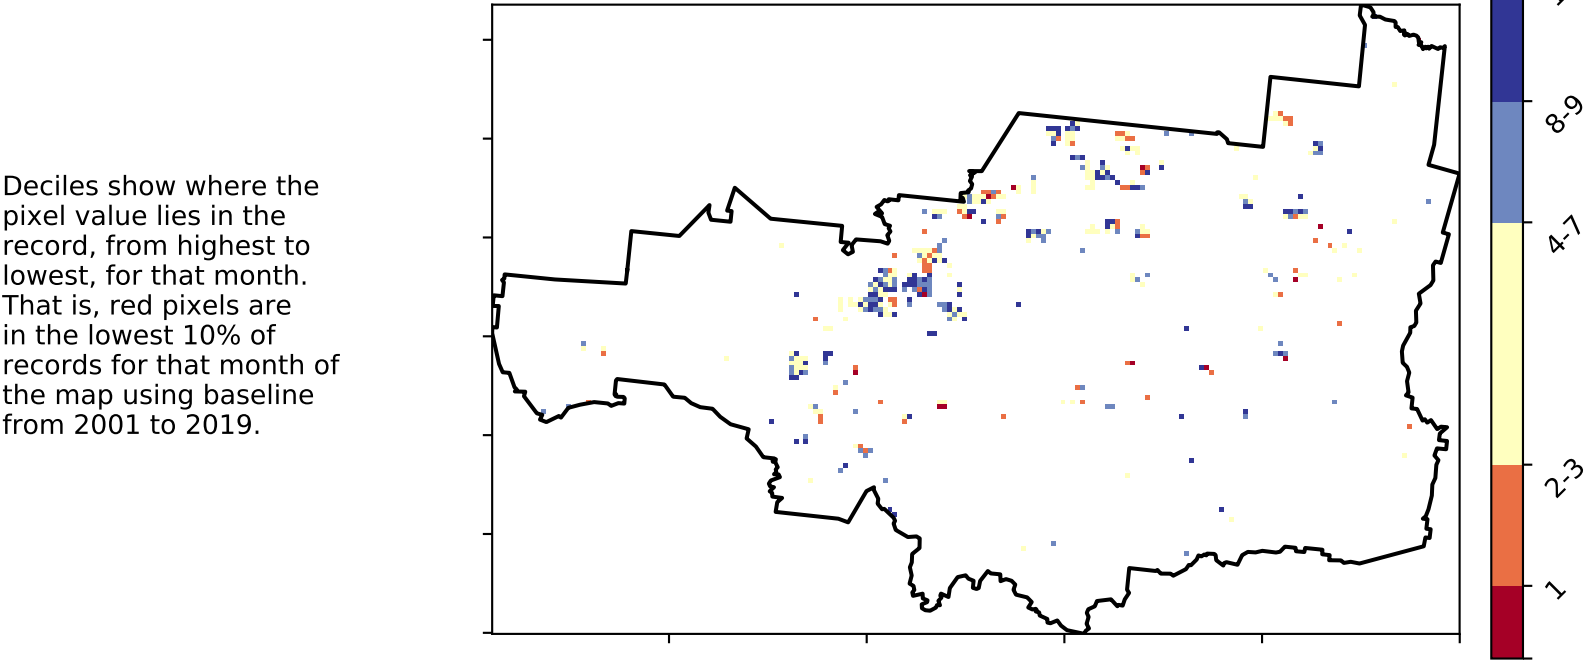 Deciles show where the
pixel value lies in the
record, from highest to
lowest, for that month.
That is, red pixels are
in the lowest 10% of
records for that month of
the map using baseline
from 2001 to 2019.
8-9
4-7
2-3
1